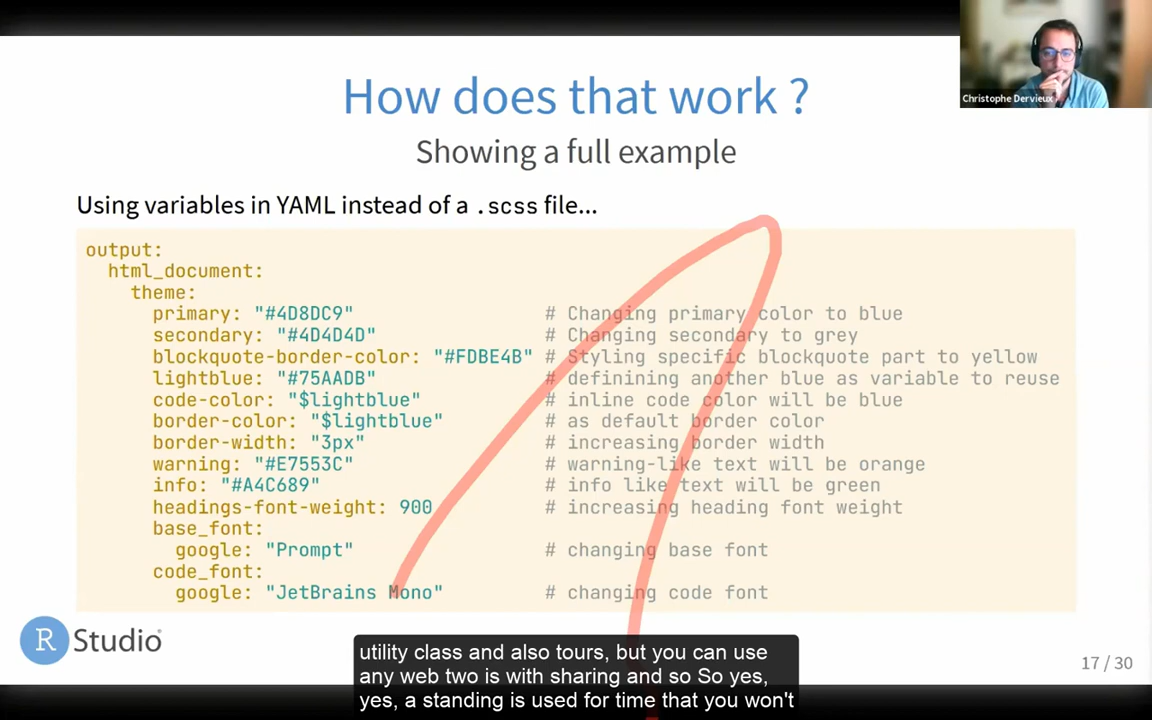 How does that work ?
Christophe Dervieux
Showing a full example
Using variables in YAML instead of a .scss file...
output:
html_document:
theme:
primary: "#4D8DC9" # Changing primary color to blue
secondary: "#4D4D4D" # Changing secondary to grey
blockquote-border-color: "#FDBE4B" # Styling specific blockquote part to yellow
lightblue: "#75AADB" # definining another blue as variable to reuse
code-color: "$lightblue" # inline code color will be blue
border-color: "$lightblue" # as default border color
border-width: "3px" # increasing border width
warning: "#E7553C" # warning-like text will be orange
info: "#A4C689" # info like text will be green
headings-font-weight: 900 # increasing heading font weight
base_font:
google: "Prompt" # changing base font
code_font:
google: "JetBrains Mono" # changing code font
R Studio
utility class and also tours, but you can use
any web two is with sharing and so So yes,
yes, a standing is used for time that you won't
17 / 30